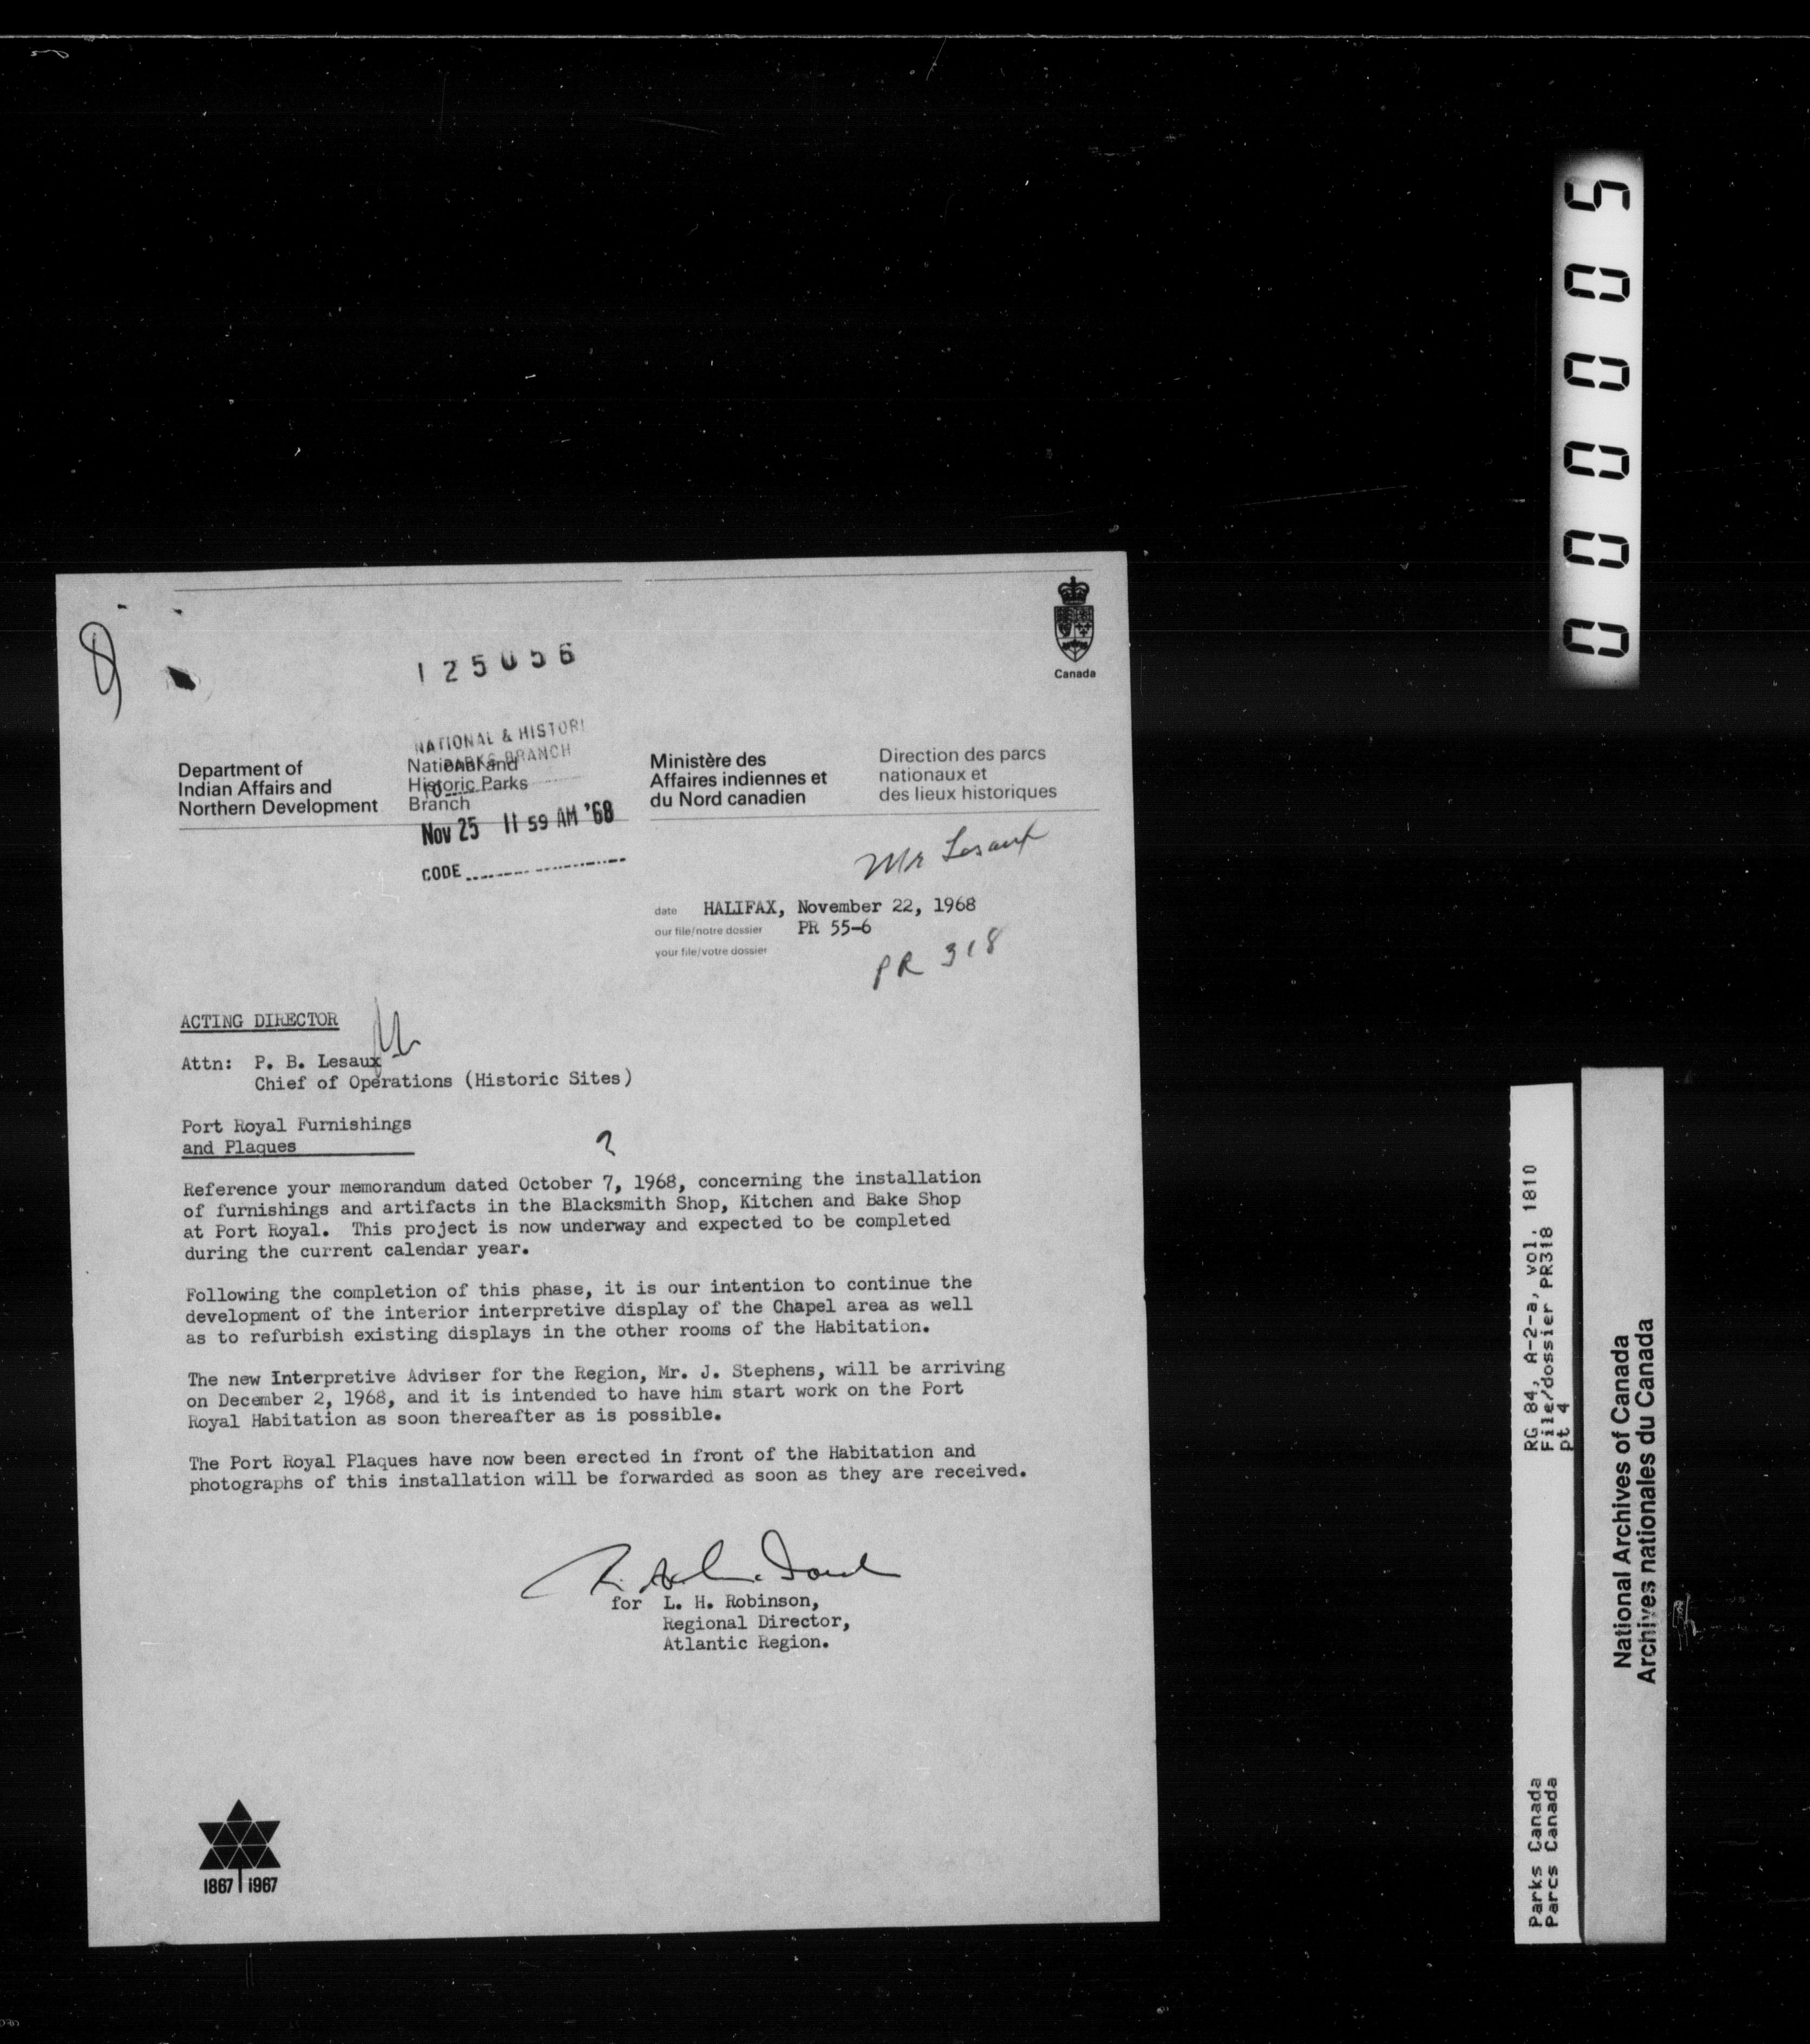 125056
Canada
NATIONAL & HISTORI
PARKS BRANCH
TO
Nov 25 11 59 AM '68
CODE
Department of
Indian Affairs and
Northern Development
National and
Historic Parks
Branch
Ministère des
Affaires indiennes et
du Nord canadien
Direction des parcs
nationaux et
des lieux historiques
Mr Lesaux
date HALIFAX, November 22, 1968
our file/notre dossier PR 55-6
your file/votre dossier
PR 318
ACTING DIRECTOR
Attn: P. B. Lesaux
Chief of Operations (Historic Sites)
Port Royal Furnishings
and Plaques
?
Reference your memorandum dated October 7, 1968, concerning the installation
of furnishings and artifacts in the Blacksmith Shop, Kitchen and Bake Shop
at Port Royal. This project is now underway and expected to be completed
during the current calendar year.
Following the completion of this phase, it is our intention to continue the
development of the interior interpretive display of the Chapel area as well
as to refurbish existing displays in the other rooms of the Habitation.
The new Interpretive Adviser for the Region, Mr. J. Stephens, will be arriving
on December 2, 1968, and it is intended to have him start work on the Port
Royal Habitation as soon thereafter as is possible.
The Port Royal Plaques have now been erected in front of the Habitation and
photographs of this installation will be forwarded as soon as they are received.
for L. H. Robinson,
Regional Director,
Atlantic Region.
1867 1967
000005
RG 84, A-2-a, vol. 1810
File/dossier PR318
pt 4
Parks Canada
Parcs Canada
National Archives of Canada
Archives nationales du Canada